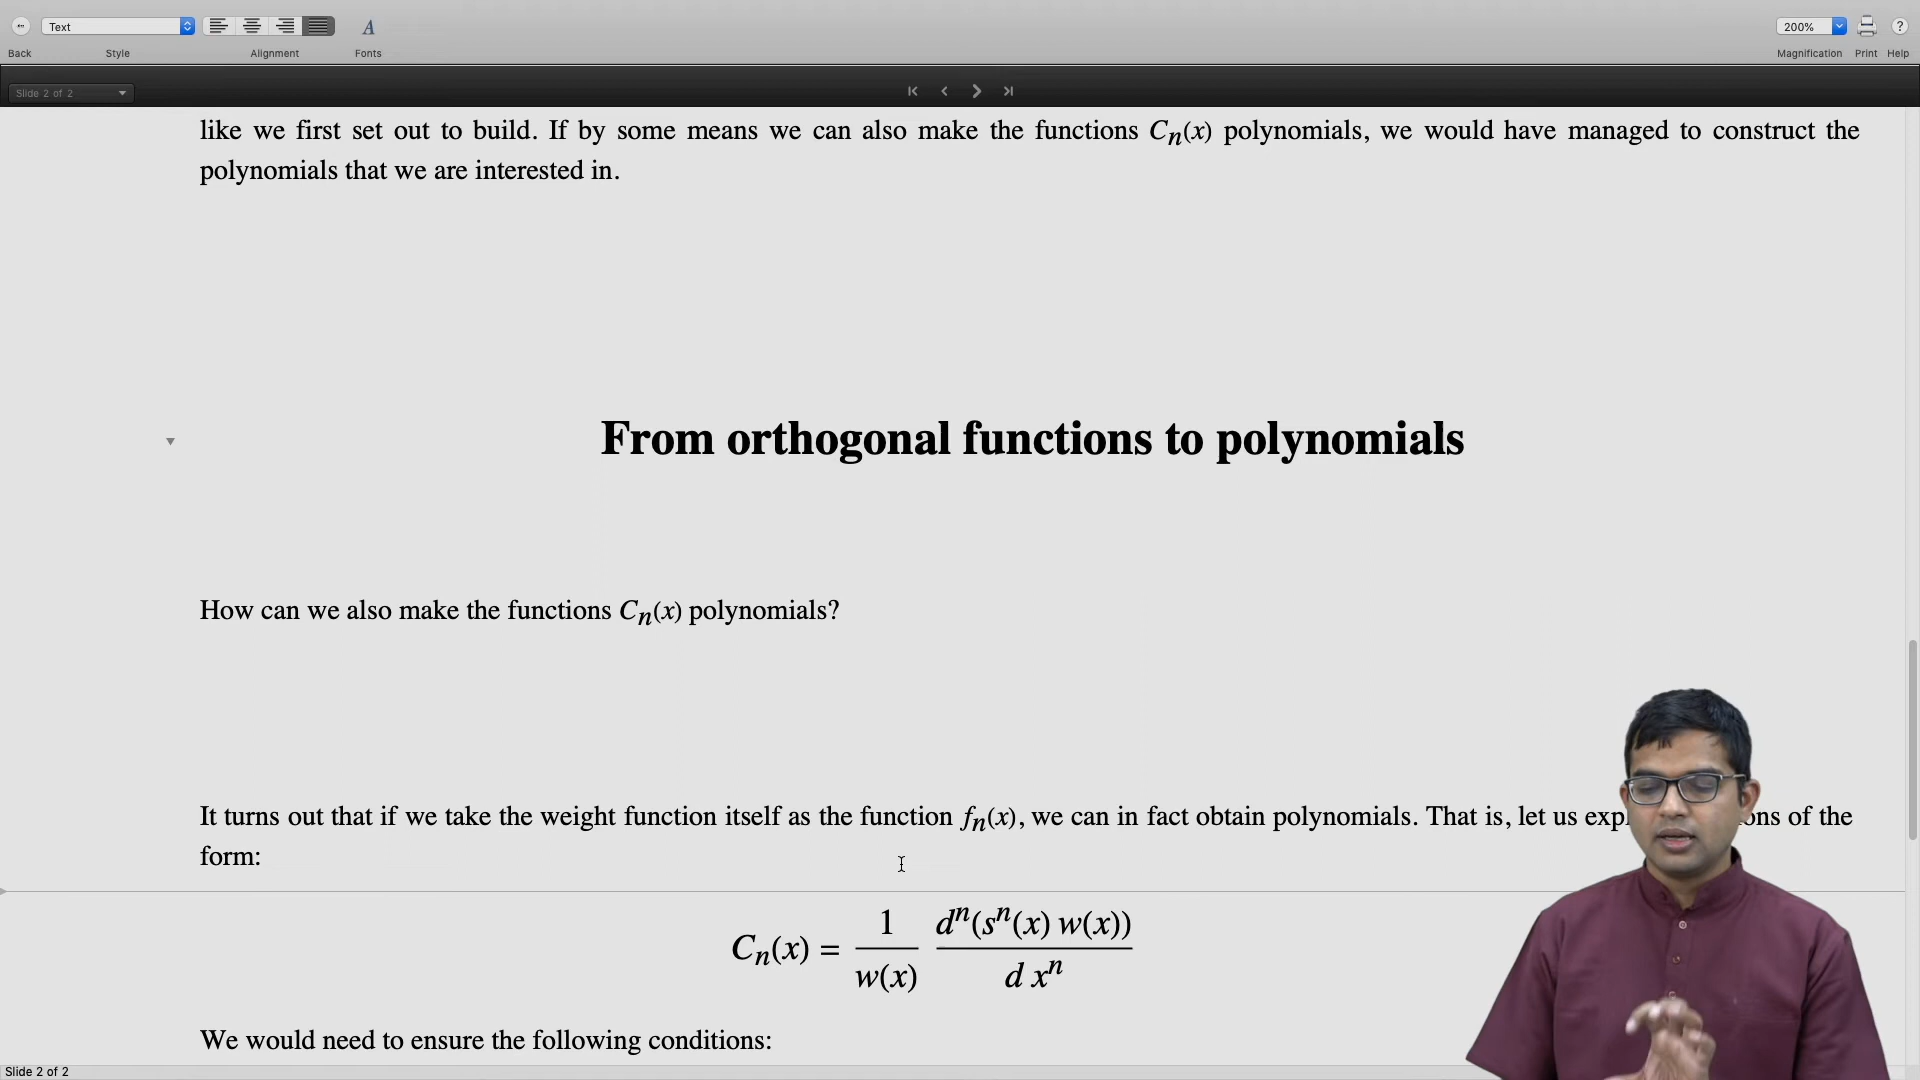 Text
200%
Back
Style
Alignment
Fonts
Magnification
Print
Help
Slide 2 of 2
like we first set out to build. If by some means we can also make the functions Cₙ(x) polynomials, we would have managed to construct the
polynomials that we are interested in.
From orthogonal functions to polynomials
How can we also make the functions Cₙ(x) polynomials?
It turns out that if we take the weight function itself as the function fₙ(x), we can in fact obtain polynomials. That is, let us of the
form:
Cₙ(x) = 1/w(x) dⁿ(sⁿ(x) w(x))/d xⁿ
We would need to ensure the following conditions:
Slide 2 of 2